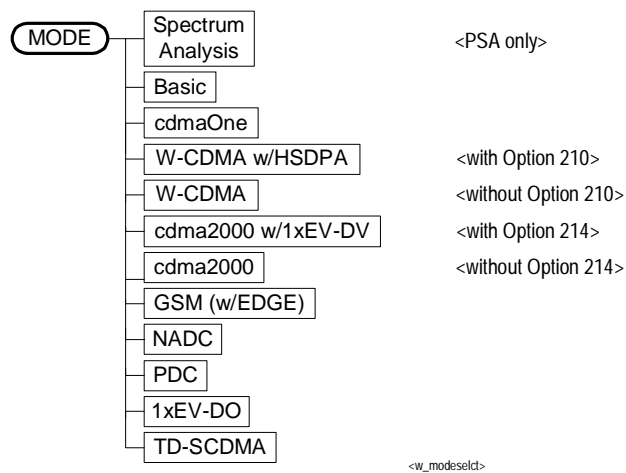 MODE
Spectrum
Analysis
<PSA only>
Basic
cdmaOne
W-CDMA w/HSDPA
<with Option 210>
W-CDMA
<without Option 210>
cdma2000 w/1xEV-DV
<with Option 214>
cdma2000
<without Option 214>
GSM (w/EDGE)
NADC
PDC
1xEV-DO
TD-SCDMA
<w_modeselct>